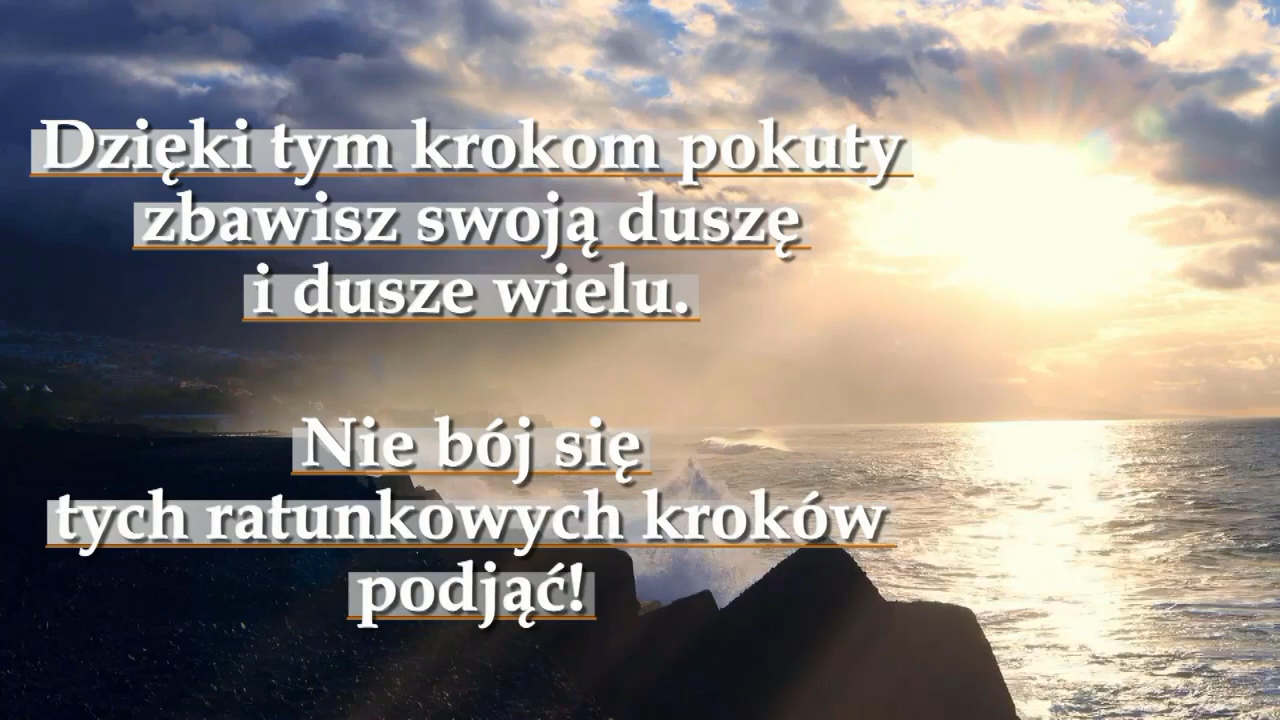 Dzięki tym krokom pokuty
zbawisz swoją duszę
i dusze wielu.
Nie bój się
tych ratunkowych kroków
podjąć!